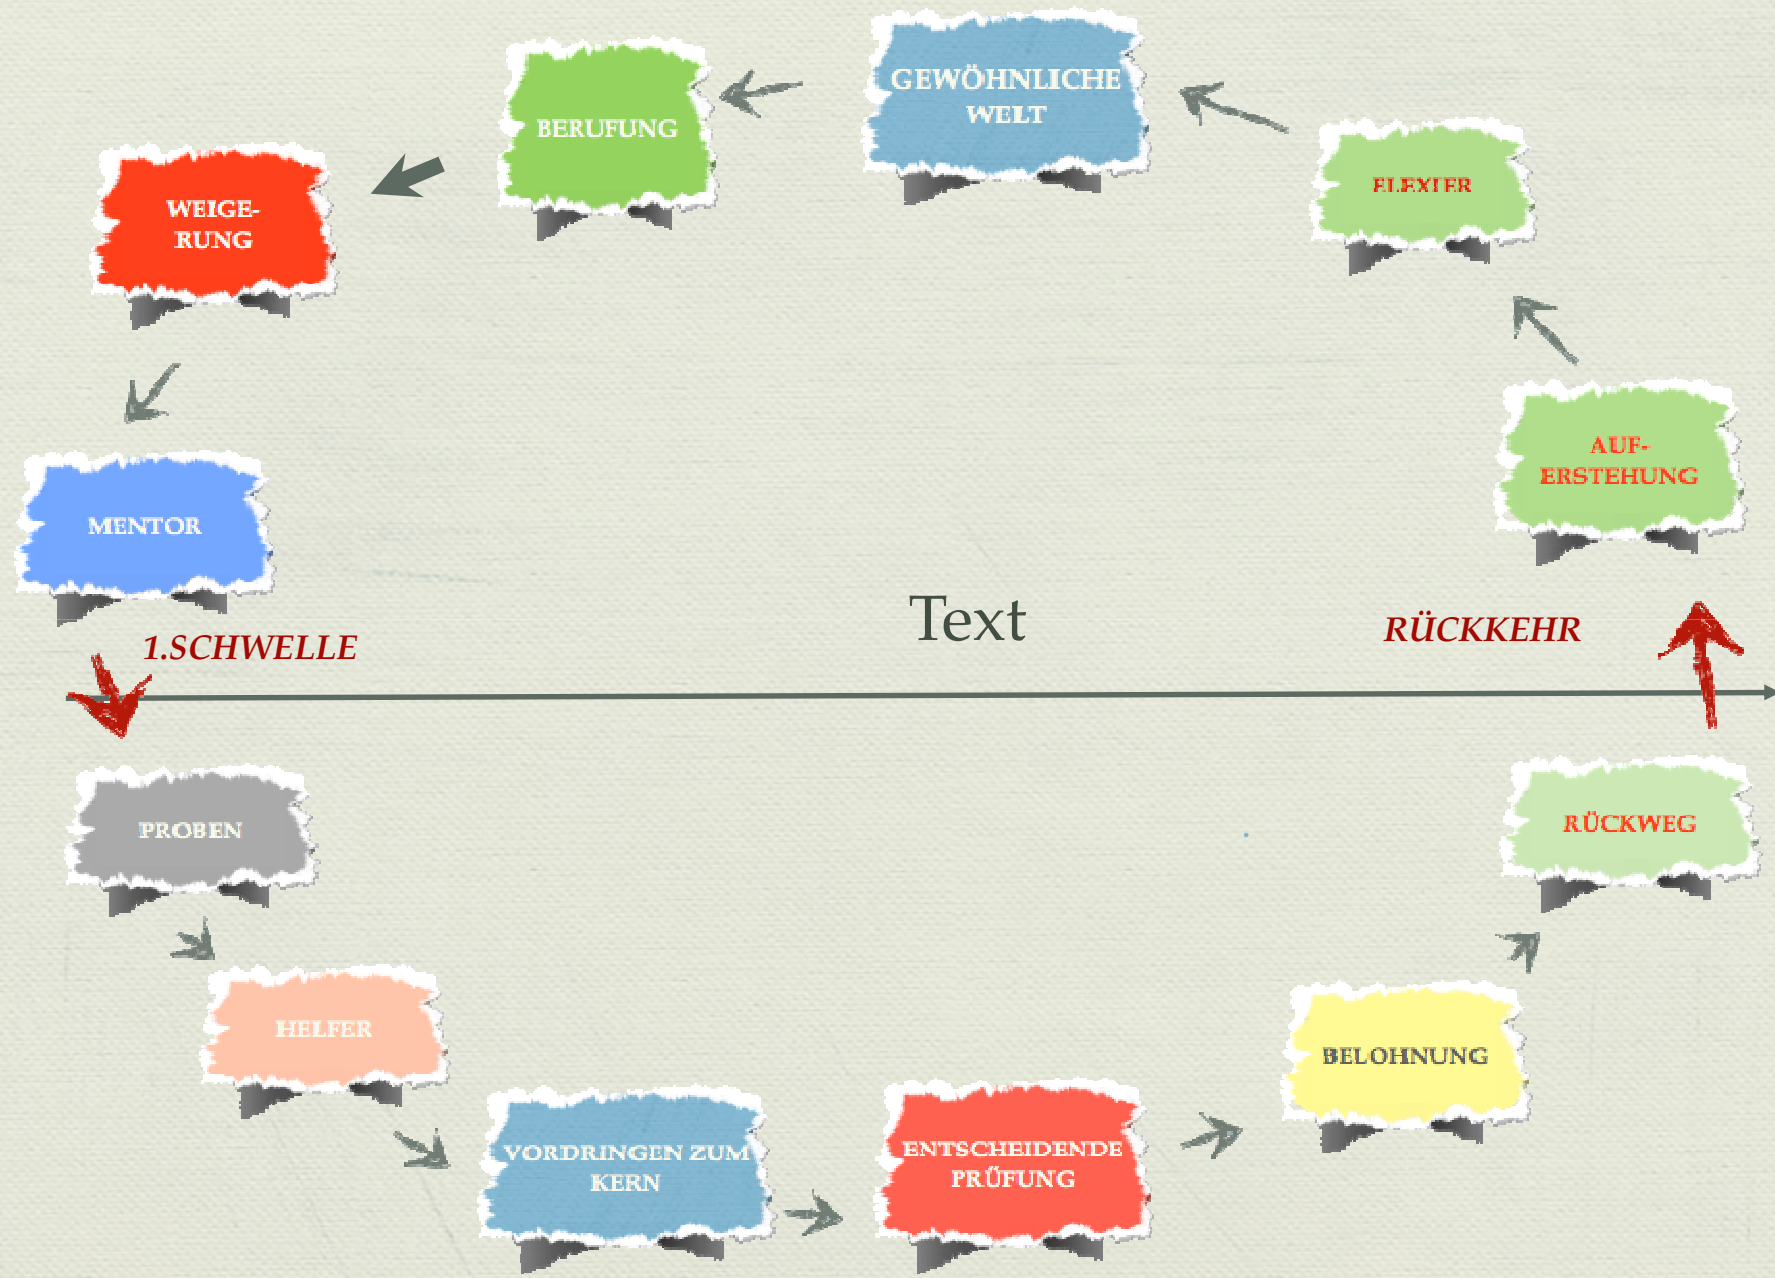 GEWÖHNLICHE
WELT
BERUFUNG
WEIGE-
RUNG
MENTOR
1.SCHWELLE
PROBEN
HELFER
VORDRINGEN ZUM
KERN
ENTSCHEIDENDE
PRÜFUNG
BELOHNUNG
RÜCKWEG
RÜCKKEHR
AUF-
ERSTEHUNG
ELEXIER
Text